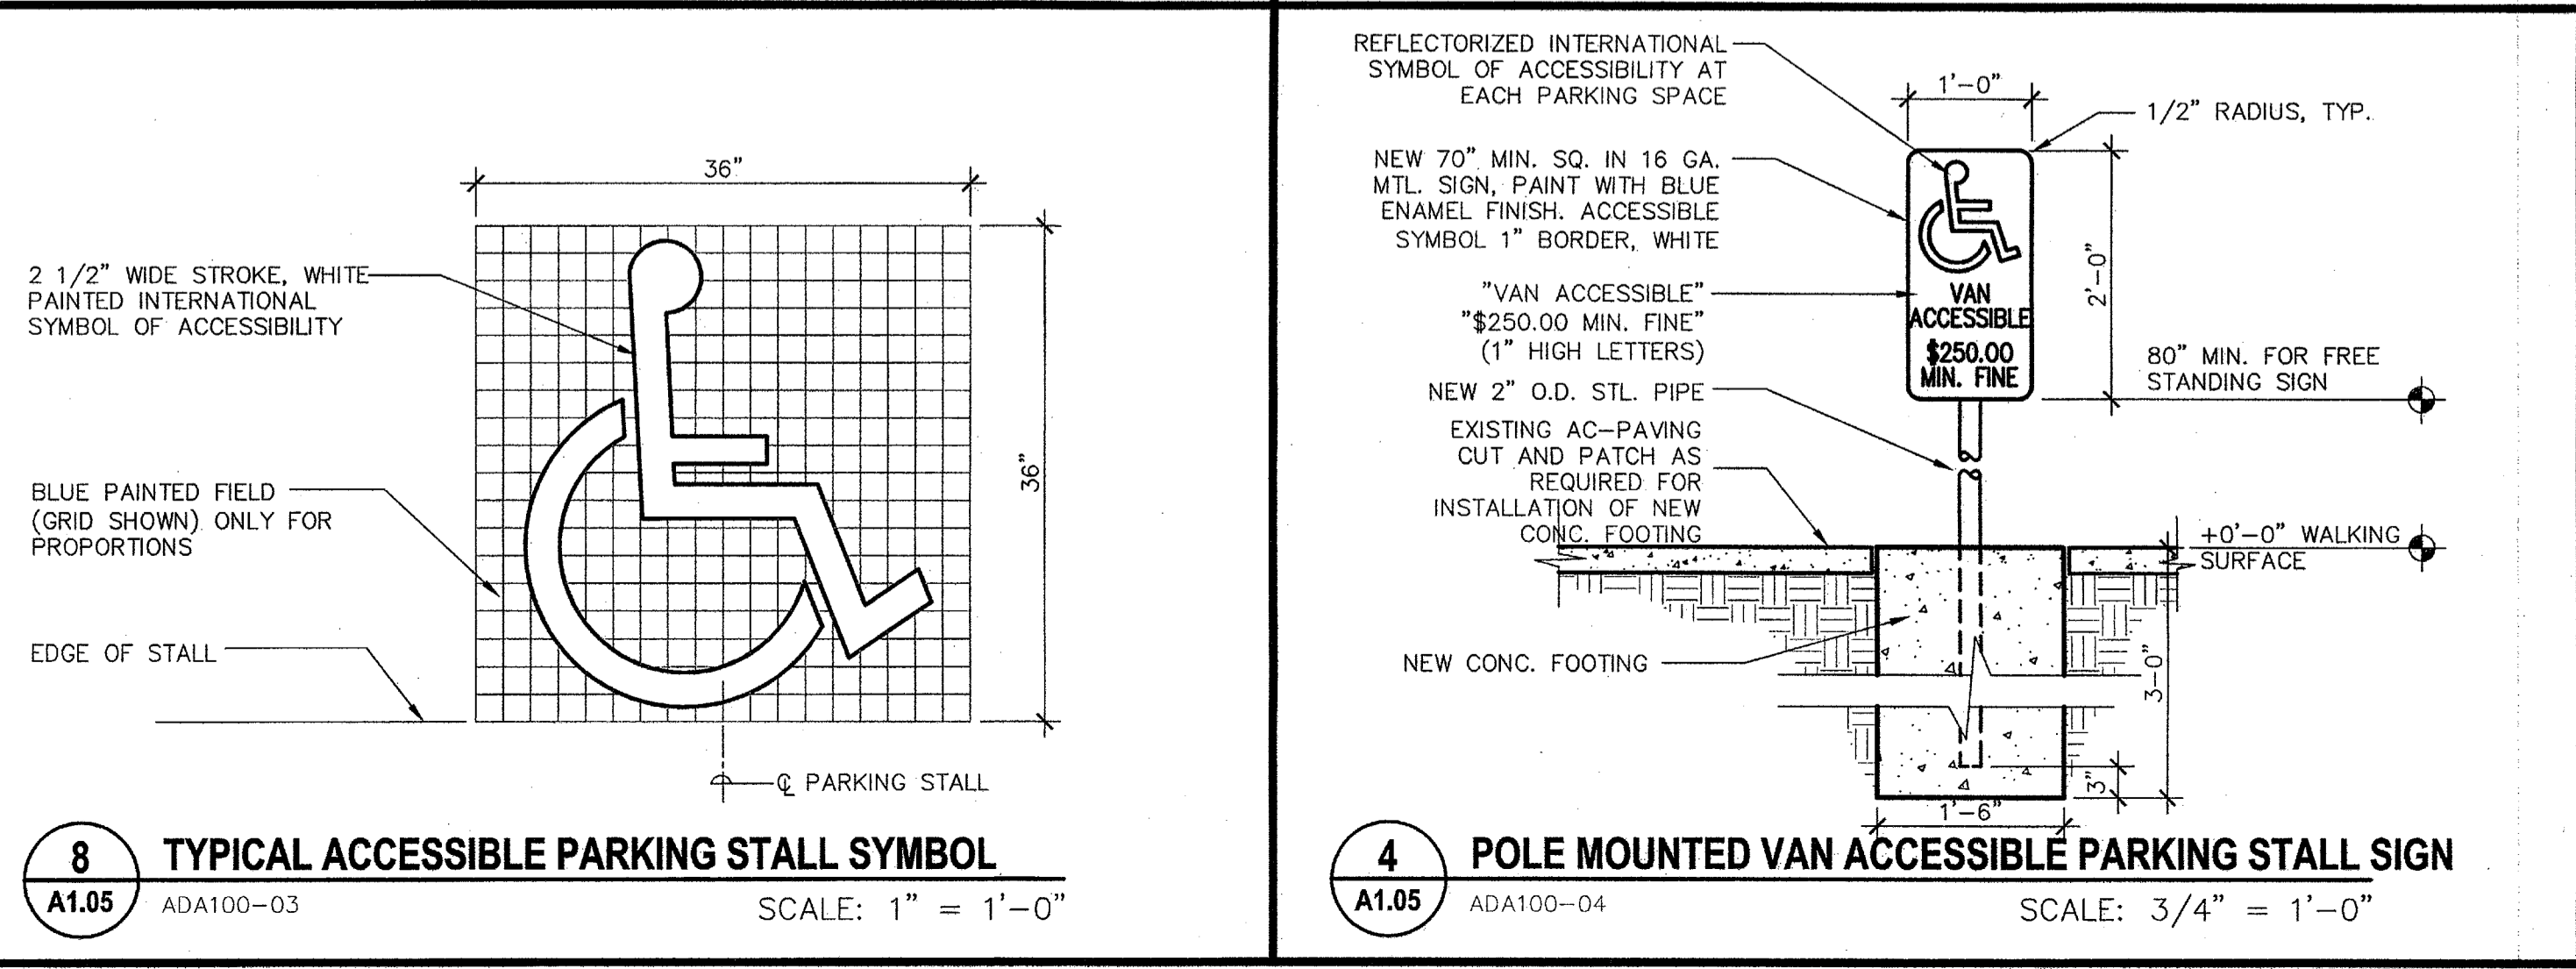 36"
2 1/2" WIDE STROKE, WHITE
PAINTED INTERNATIONAL
SYMBOL OF ACCESSIBILITY
36"
BLUE PAINTED FIELD
(GRID SHOWN) ONLY FOR
PROPORTIONS
EDGE OF STALL
℄ PARKING STALL
8
A1.05
TYPICAL ACCESSIBLE PARKING STALL SYMBOL
ADA100-03
SCALE: 1" = 1'-0"
REFLECTORIZED INTERNATIONAL
SYMBOL OF ACCESSIBILITY AT
EACH PARKING SPACE
NEW 70" MIN. SQ. IN 16 GA.
MTL. SIGN, PAINT WITH BLUE
ENAMEL FINISH. ACCESSIBLE
SYMBOL 1" BORDER, WHITE
"VAN ACCESSIBLE"
"$250.00 MIN. FINE"
(1" HIGH LETTERS)
NEW 2" O.D. STL. PIPE
EXISTING AC-PAVING
CUT AND PATCH AS
REQUIRED FOR
INSTALLATION OF NEW
CONC. FOOTING
NEW CONC. FOOTING
1'-0"
1/2" RADIUS, TYP.
VAN
ACCESSIBLE
$250.00
MIN. FINE
2'-0"
80" MIN. FOR FREE
STANDING SIGN
+0'-0" WALKING
SURFACE
3-0"
3"
1'-6"
4
A1.05
POLE MOUNTED VAN ACCESSIBLE PARKING STALL SIGN
ADA100-04
SCALE: 3/4" = 1'-0"